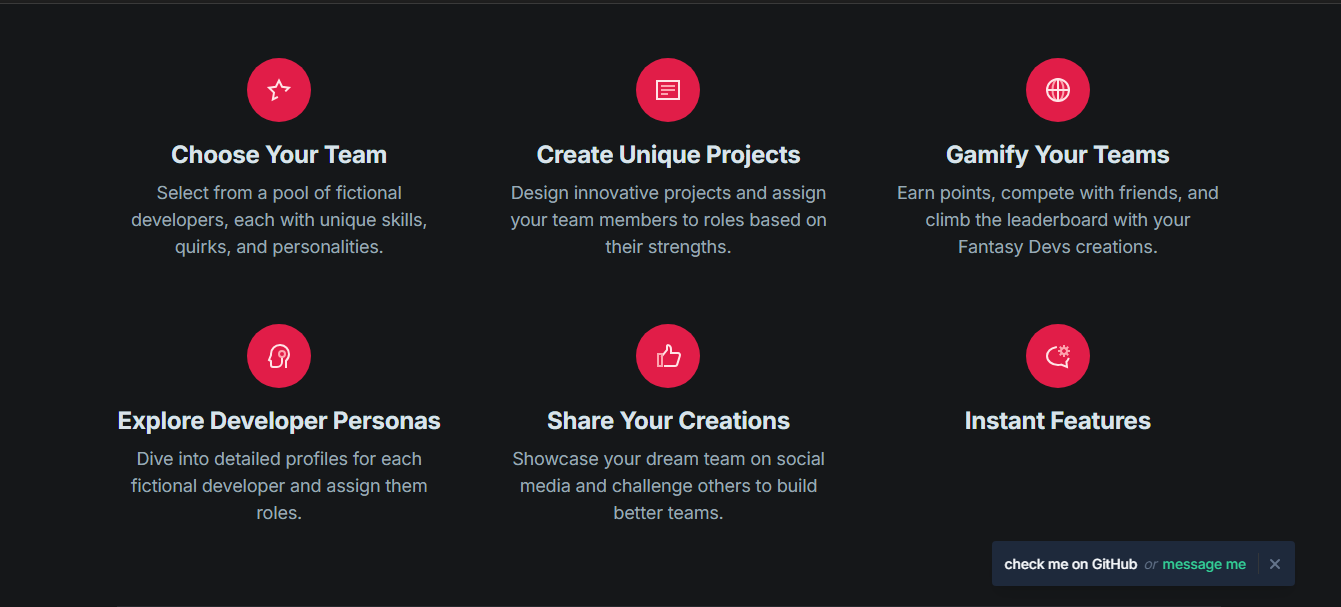 Choose Your Team
Select from a pool of fictional
developers, each with unique skills,
quirks, and personalities.
Create Unique Projects
Design innovative projects and assign
your team members to roles based on
their strengths.
Gamify Your Teams
Earn points, compete with friends, and
climb the leaderboard with your
Fantasy Devs creations.
Explore Developer Personas
Dive into detailed profiles for each
fictional developer and assign them
roles.
Share Your Creations
Showcase your dream team on social
media and challenge others to build
better teams.
Instant Features
check me on GitHub or message me